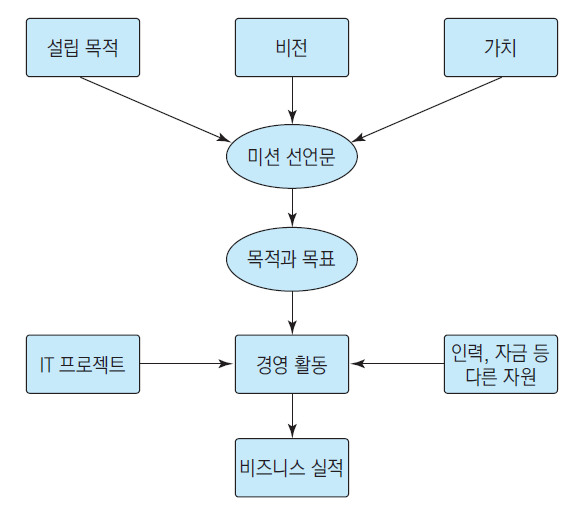 설립 목적
비전
가치
미션 선언문
목적과 목표
IT 프로젝트
경영 활동
인력, 자금 등
다른 자원
비즈니스 실적